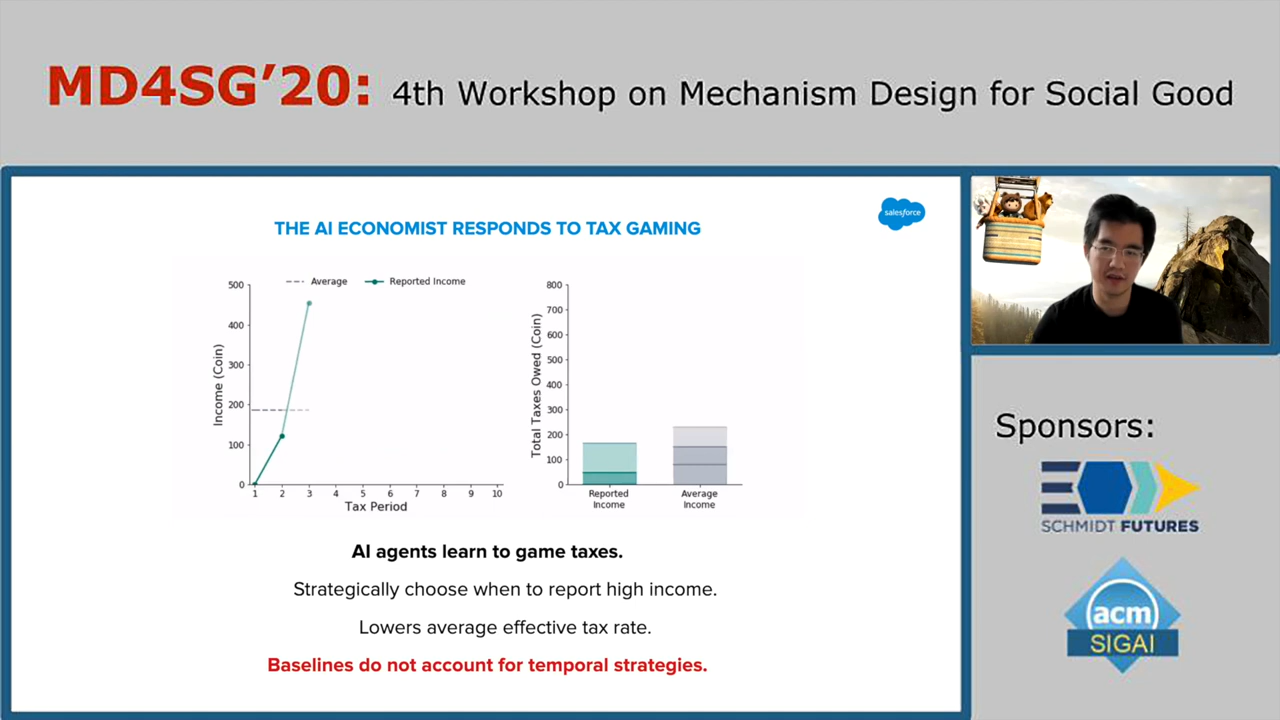 MD4SG'20: 4th Workshop on Mechanism Design for Social Good
salesforce
THE AI ECONOMIST RESPONDS TO TAX GAMING
Average Reported Income
500
400
300
200
100
0
Income (Coin)
1 2 3 4 5 6 7 8 9 10
Tax Period
800
700
600
500
400
300
200
100
0
Total Taxes Owed (Coin)
Reported
Income
Average
Income
AI agents learn to game taxes.
Strategically choose when to report high income.
Lowers average effective tax rate.
Baselines do not account for temporal strategies.
Sponsors:
SCHMIDT FUTURES
acm
SIGAI